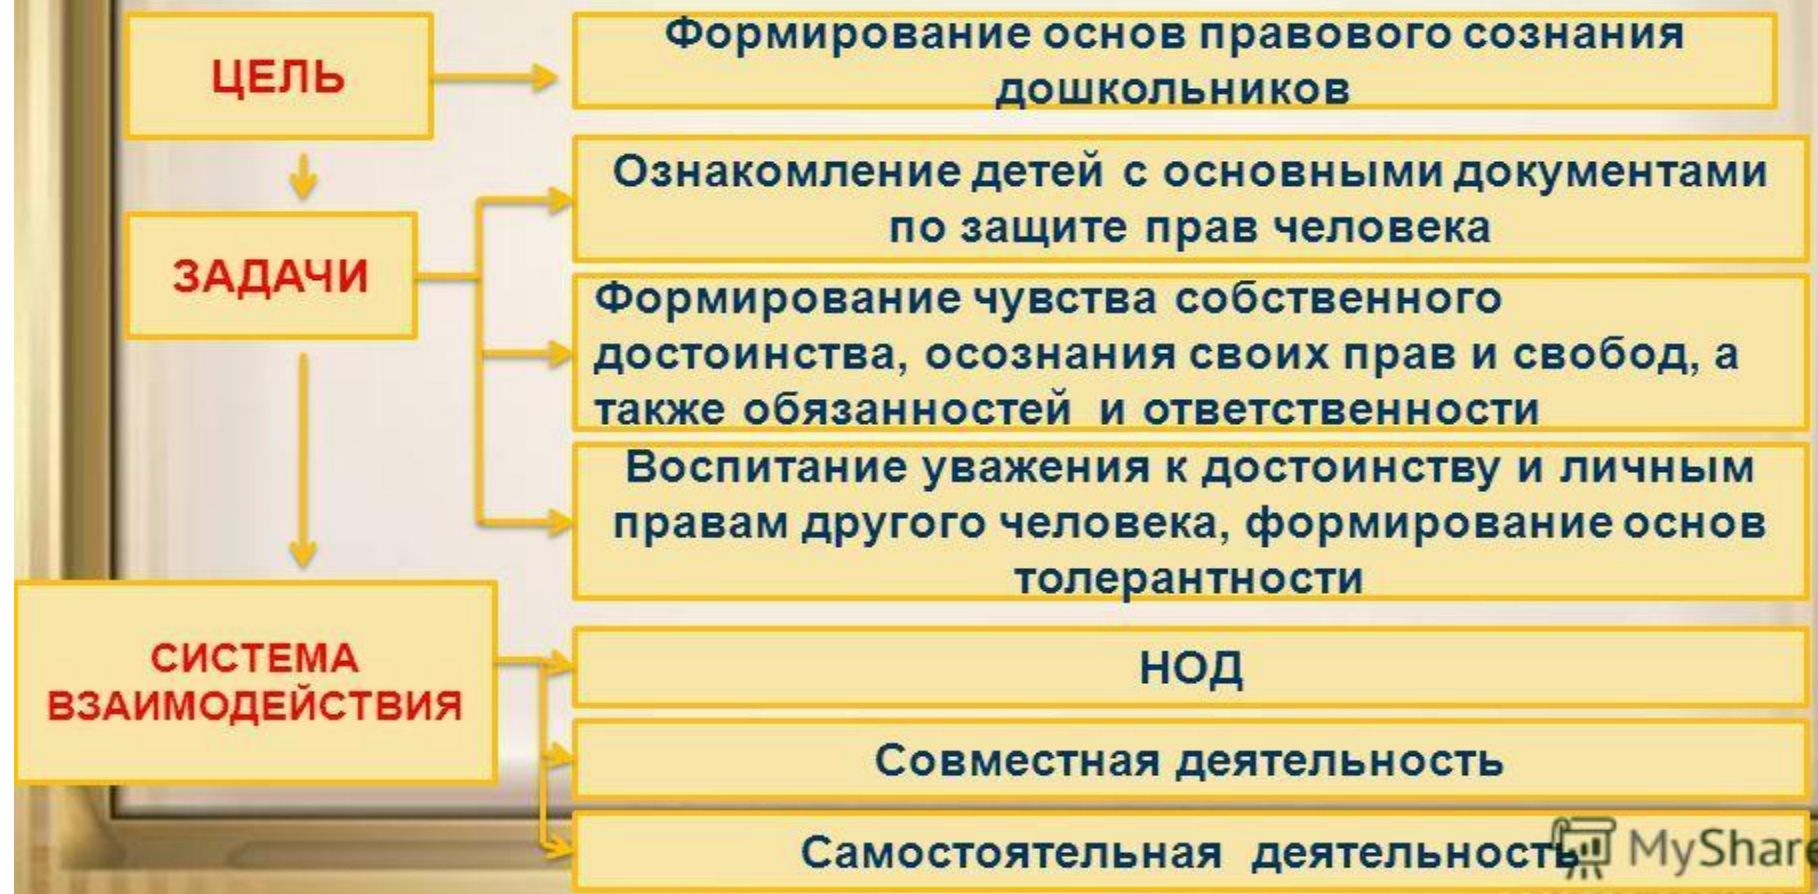 ЦЕЛЬ
Формирование основ правового сознания
дошкольников
ЗАДАЧИ
Ознакомление детей с основными документами
по защите прав человека
Формирование чувства собственного
достоинства, осознания своих прав и свобод, а
также обязанностей и ответственности
Воспитание уважения к достоинству и личным
правам другого человека, формирование основ
толерантности
СИСТЕМА
ВЗАИМОДЕЙСТВИЯ
НОД
Совместная деятельность
Самостоятельная деятельность
MyShare